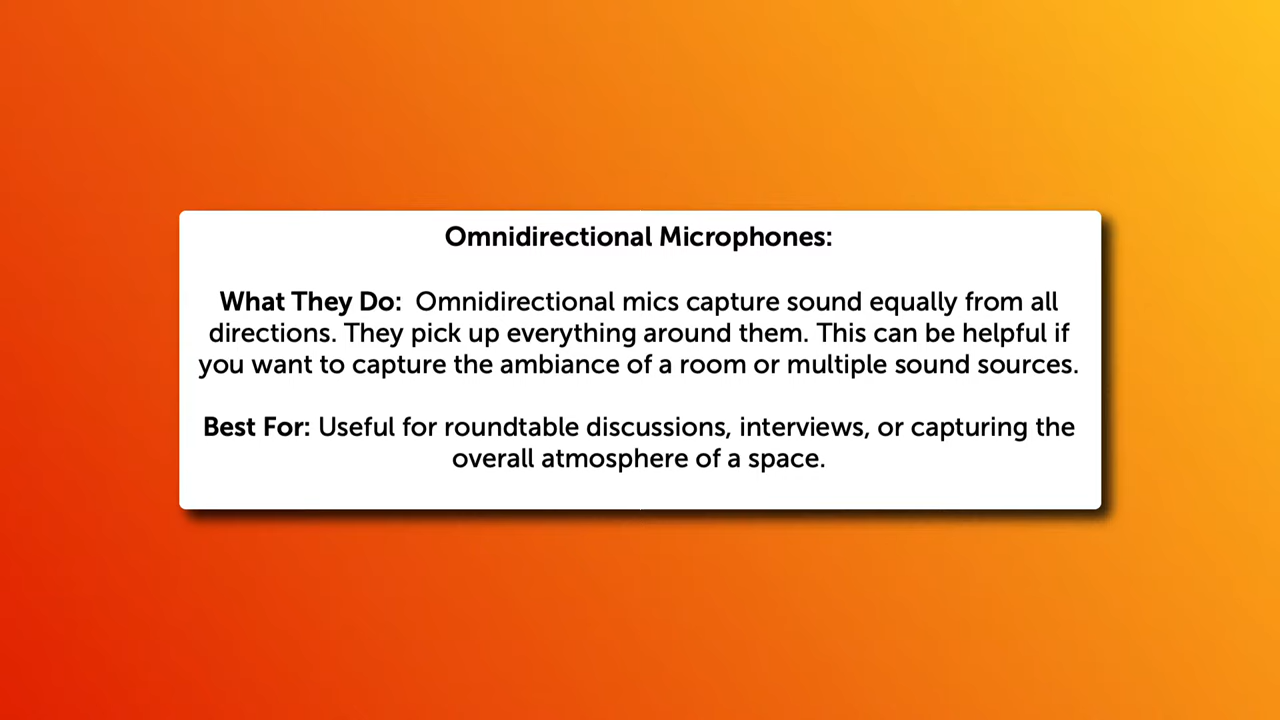 Omnidirectional Microphones:
What They Do:  Omnidirectional mics capture sound equally from all
directions. They pick up everything around them. This can be helpful if
you want to capture the ambiance of a room or multiple sound sources.
Best For: Useful for roundtable discussions, interviews, or capturing the
overall atmosphere of a space.